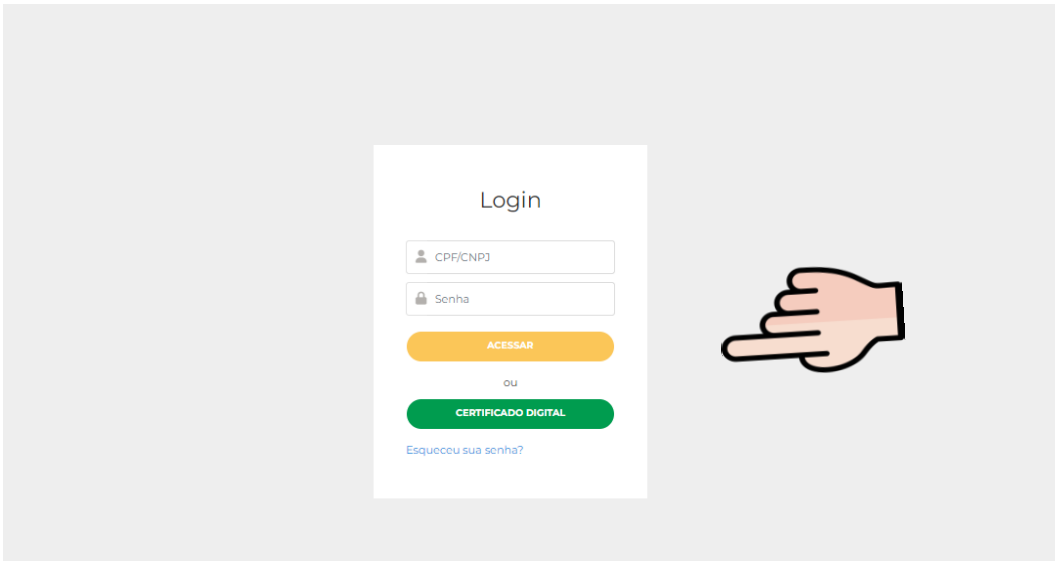 Login
CPF/CNPJ
Senha
ACESSAR
ou
CERTIFICADO DIGITAL
Esqueceu sua senha?